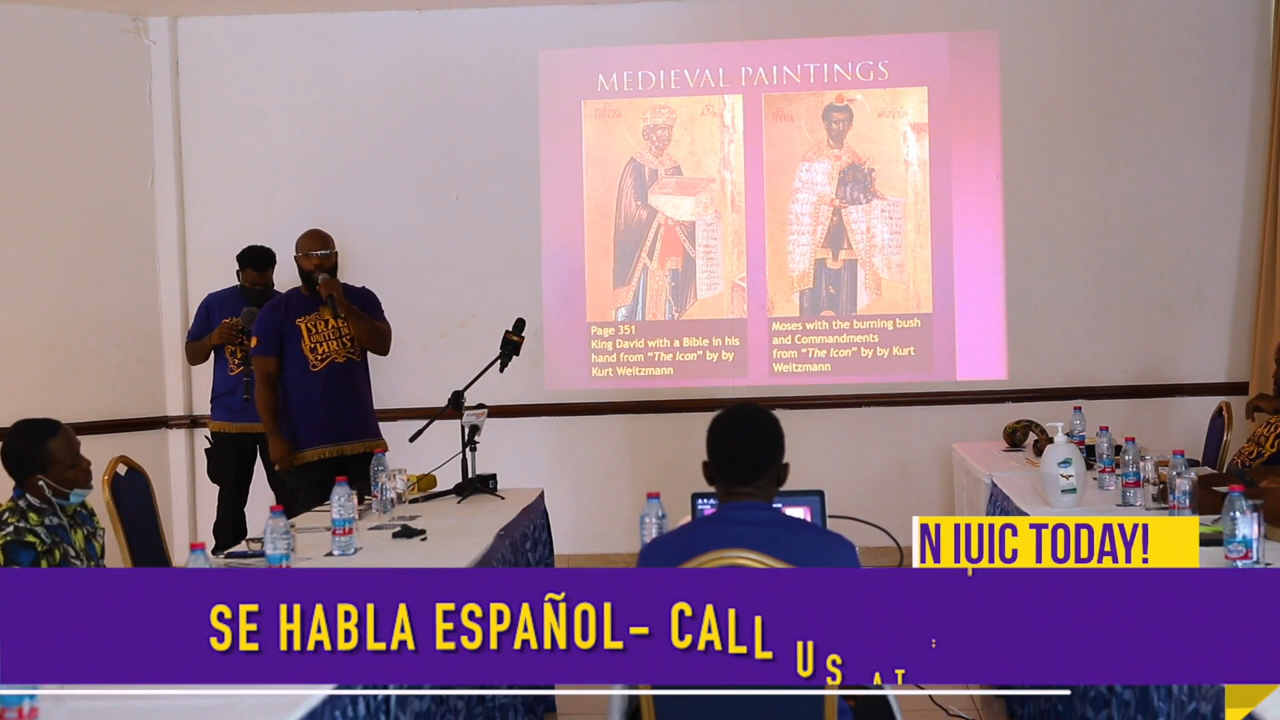 MEDIEVAL PAINTINGS
Page 351
King David with a Bible in his
hand from “The Icon” by by
Kurt Weitzmann
Moses with the burning bush
and Commandments
from “The Icon” by by Kurt
Weitzmann
ISRAEL
UNITED IN
CHRIST
N IUIC TODAY!
SE HABLA ESPAÑOL- CALL US AT